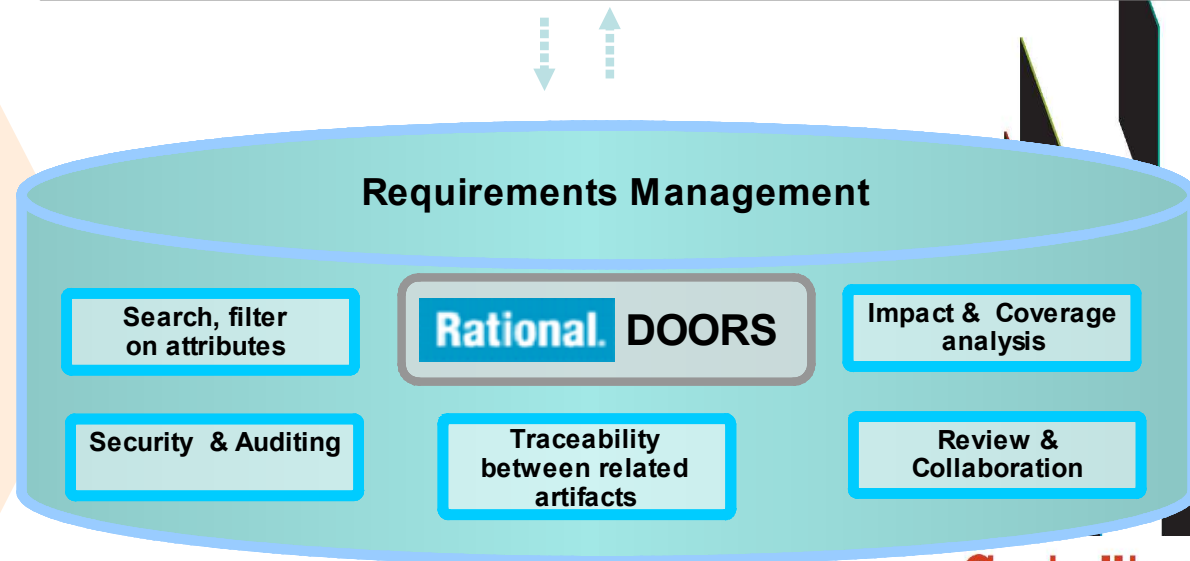 Requirements Management
Search, filter
on attributes
Rational. DOORS
Impact & Coverage
analysis
Security & Auditing
Traceability
between related
artifacts
Review &
Collaboration